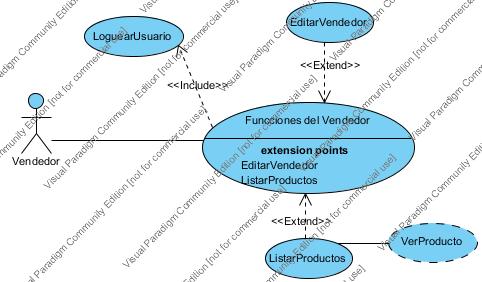 EditarVendedor
LoguearUsuario
<<Extend>>
<<Include>>
Funciones del Vendedor
extension points
EditarVendedor
ListarProductos
Vendedor
<<Extend>>
VerProducto
ListarProductos
Visual Paradigm Community Edition [not for commercial use]